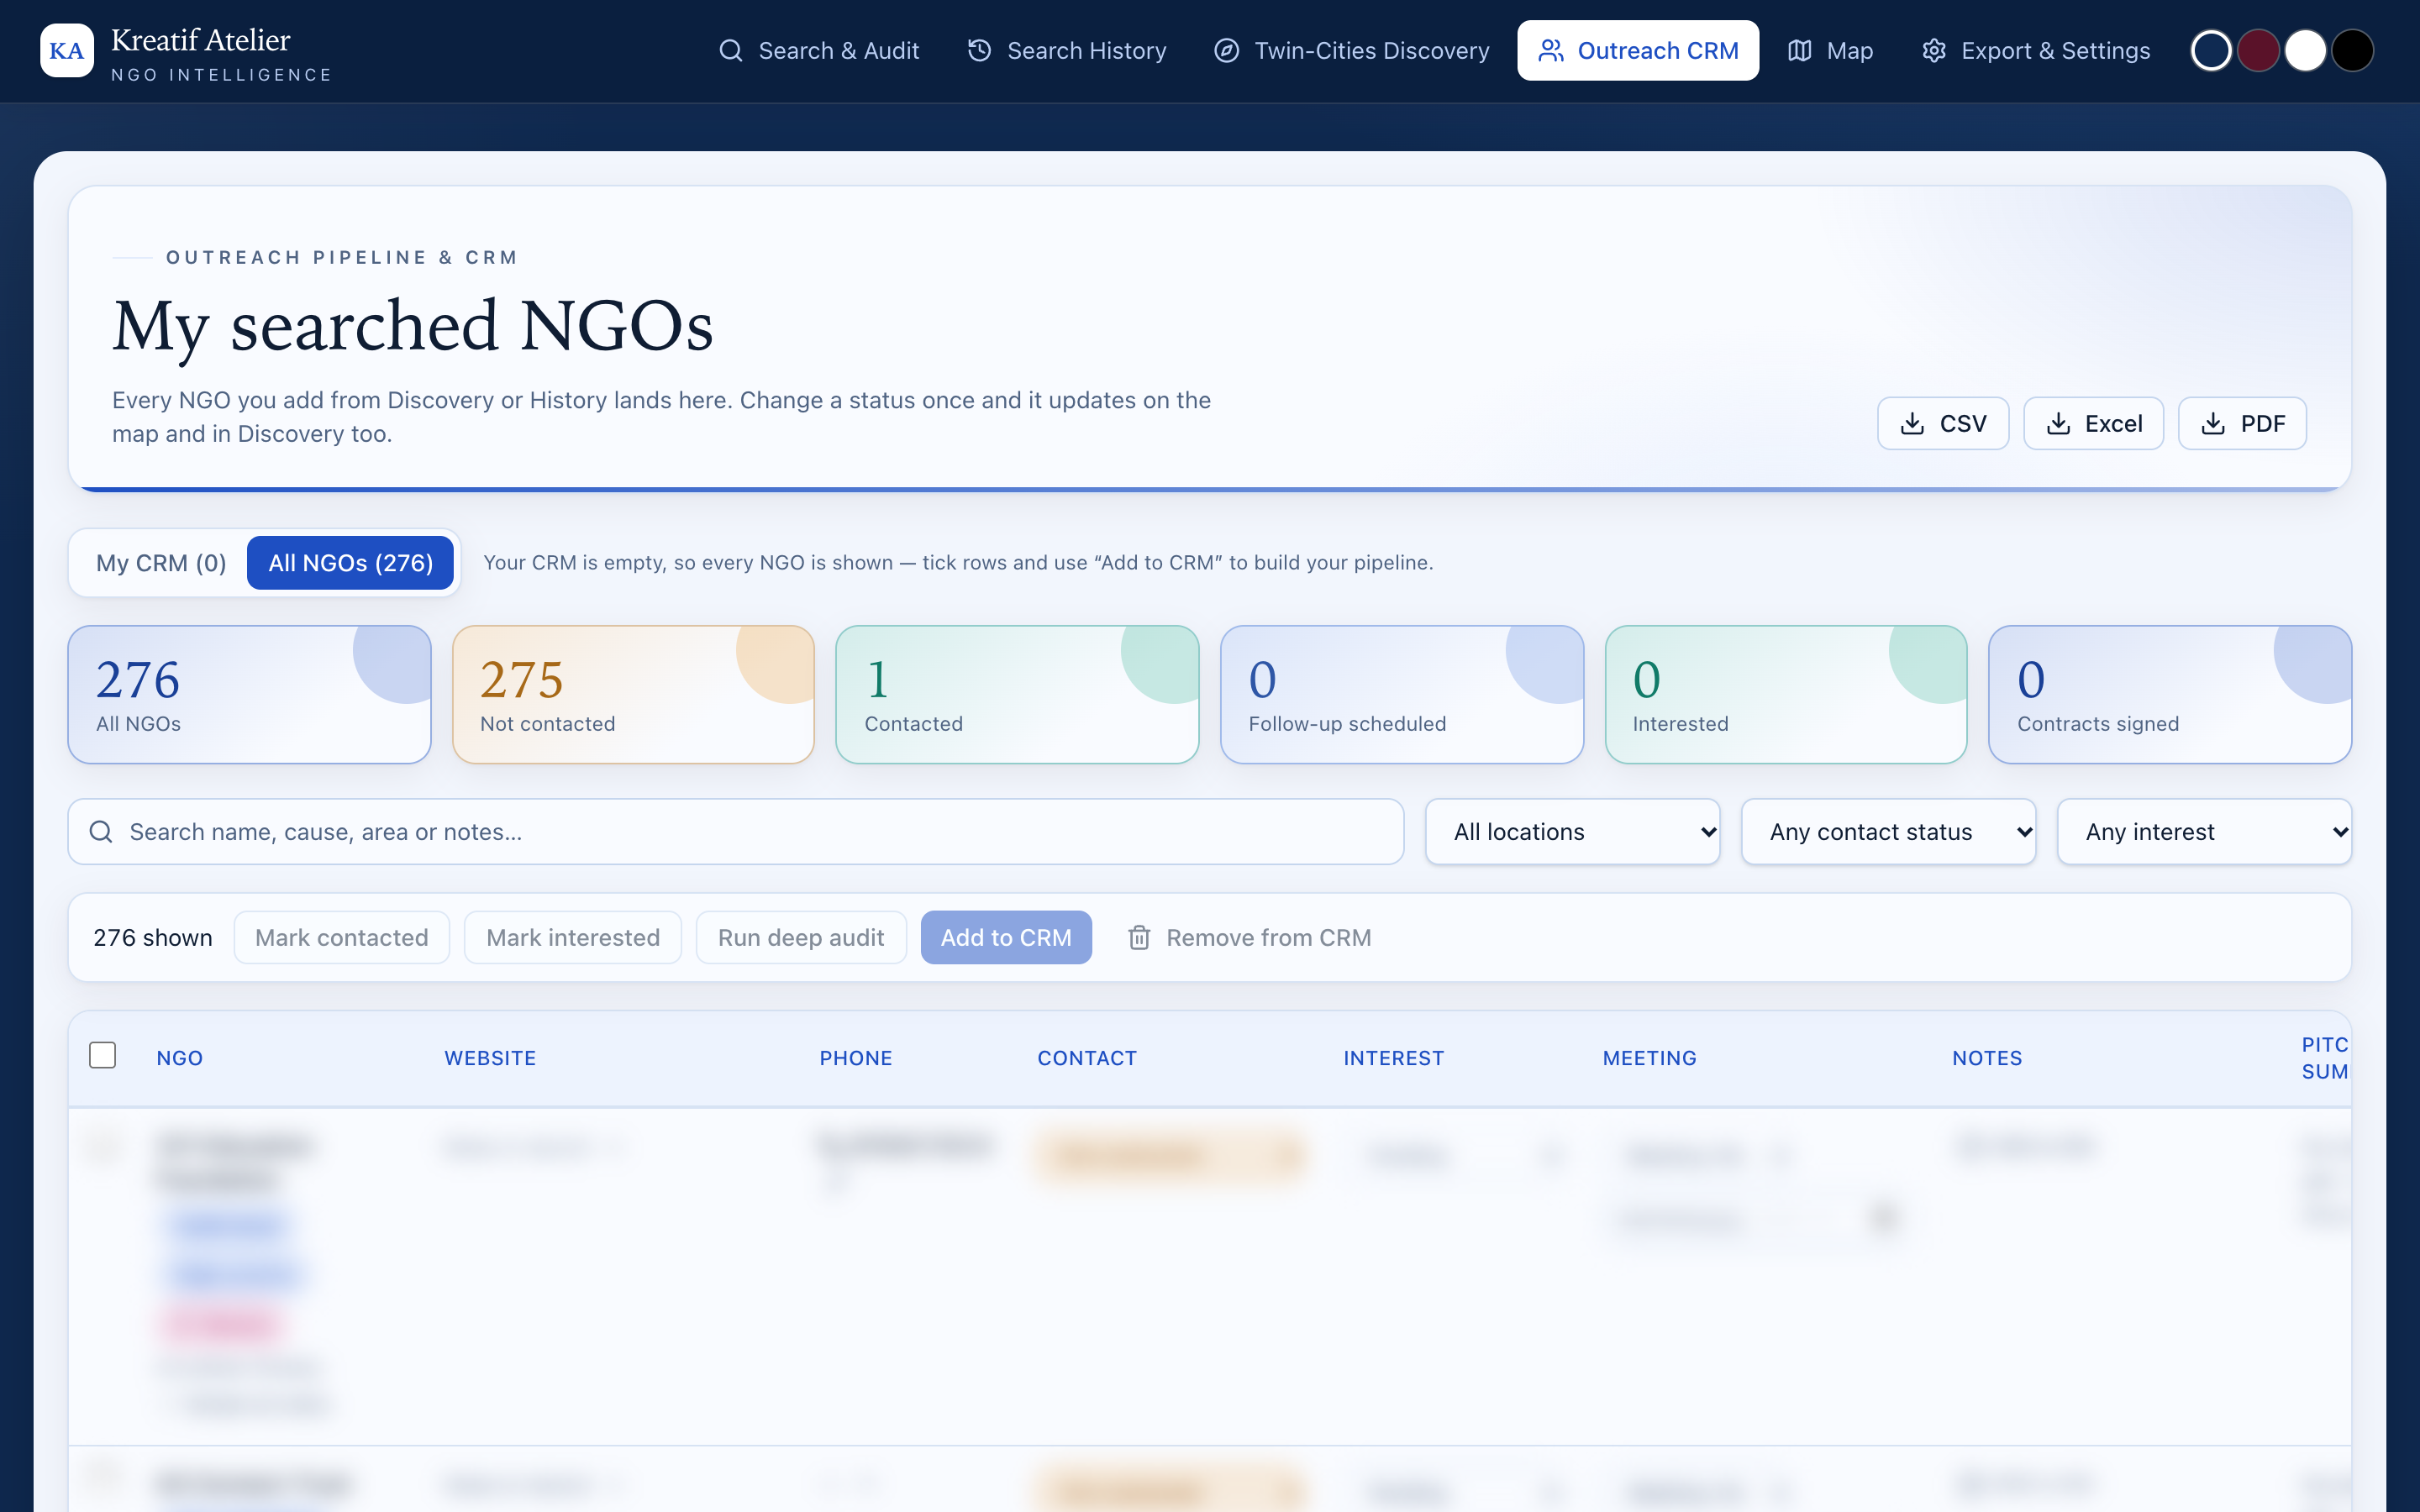 KA
Kreatif Atelier
NGO INTELLIGENCE
Search & Audit
Search History
Twin-Cities Discovery
Outreach CRM
Map
Export & Settings
OUTREACH PIPELINE & CRM
My searched NGOs
Every NGO you add from Discovery or History lands here. Change a status once and it updates on the
map and in Discovery too.
CSV
Excel
PDF
My CRM (0)
All NGOs (276)
Your CRM is empty, so every NGO is shown — tick rows and use “Add to CRM” to build your pipeline.
276
All NGOs
275
Not contacted
1
Contacted
0
Follow-up scheduled
0
Interested
0
Contracts signed
Search name, cause, area or notes...
All locations
Any contact status
Any interest
276 shown
Mark contacted
Mark interested
Run deep audit
Add to CRM
Remove from CRM
NGO
WEBSITE
PHONE
CONTACT
INTEREST
MEETING
NOTES
PITC
SUM